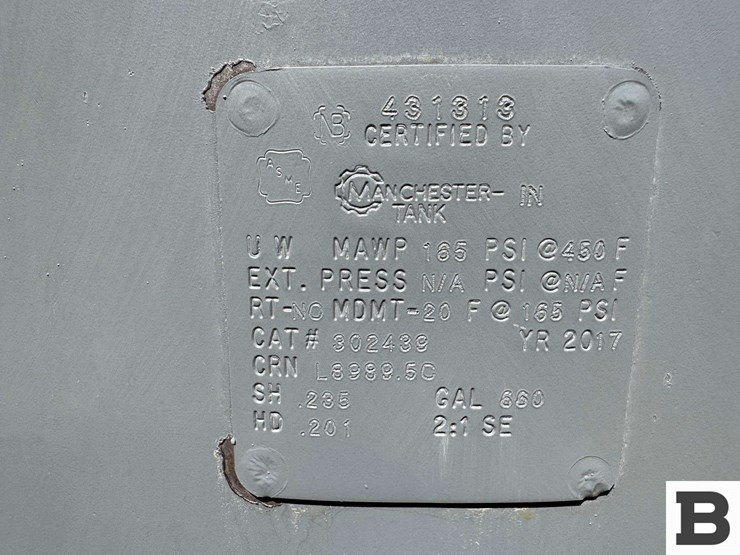 NB 431313
CERTIFIED BY
ASME
MANCHESTER- IN
TANK
U W MAWP 165 PSI @ 450 F
EXT. PRESS N/A PSI @ N/A F
RT-NO MDMT-20 F @ 165 PSI
CAT# 302439 YR 2017
CRN L8989.5C
SH .235 GAL 660
HD .201 2:1 SE
B